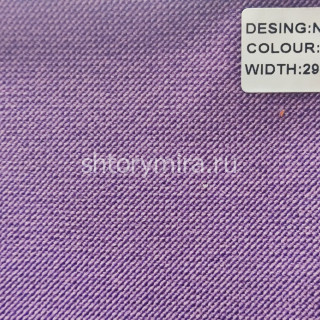 DESING:N
COLOUR:
WIDTH:29
shtorymira.ru